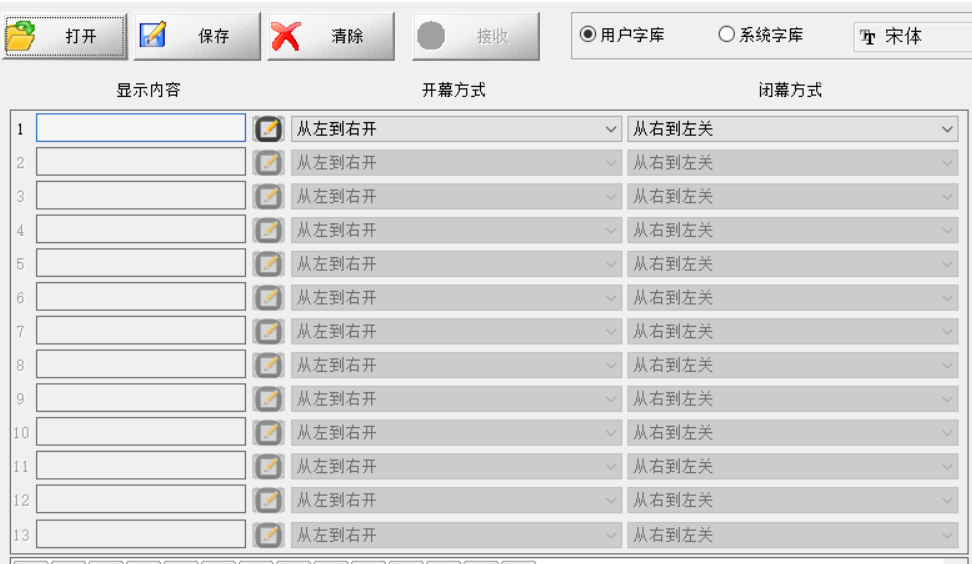 打开 保存 清除 接收 用户字库 系统字库 宋体
显示内容 开幕方式 闭幕方式
1 从左到右开 从右到左关
2 从左到右开 从右到左关
3 从左到右开 从右到左关
4 从左到右开 从右到左关
5 从左到右开 从右到左关
6 从左到右开 从右到左关
7 从左到右开 从右到左关
8 从左到右开 从右到左关
9 从左到右开 从右到左关
10 从左到右开 从右到左关
11 从左到右开 从右到左关
12 从左到右开 从右到左关
13 从左到右开 从右到左关